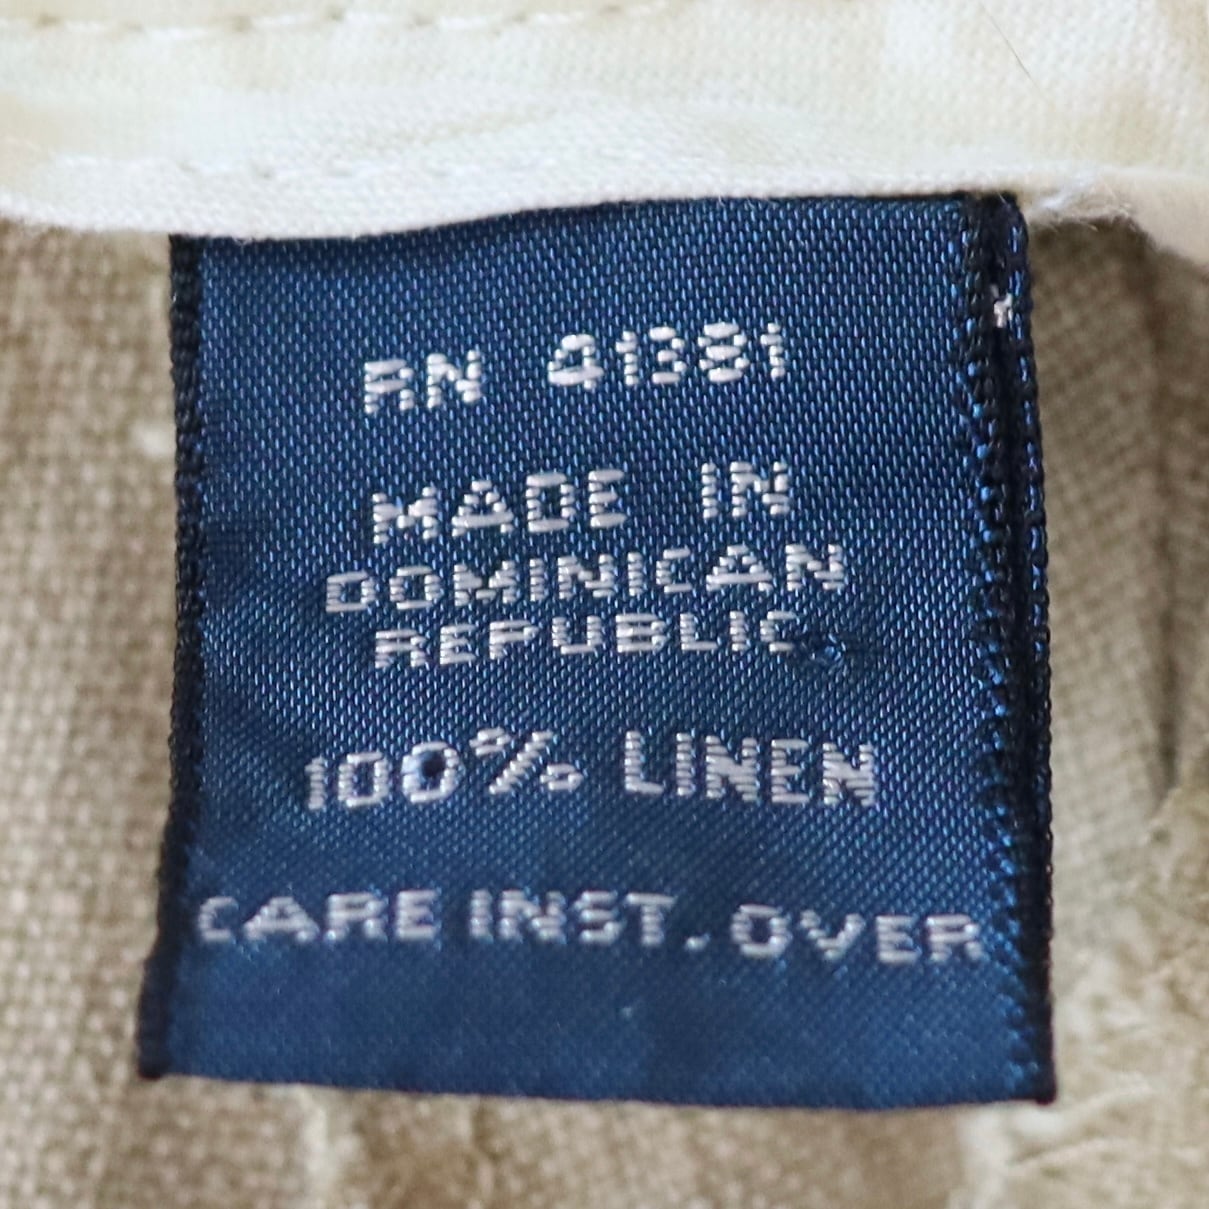 RN 41381
MADE IN
DOMINICAN
REPUBLIC
100% LINEN
CARE INST. OVER